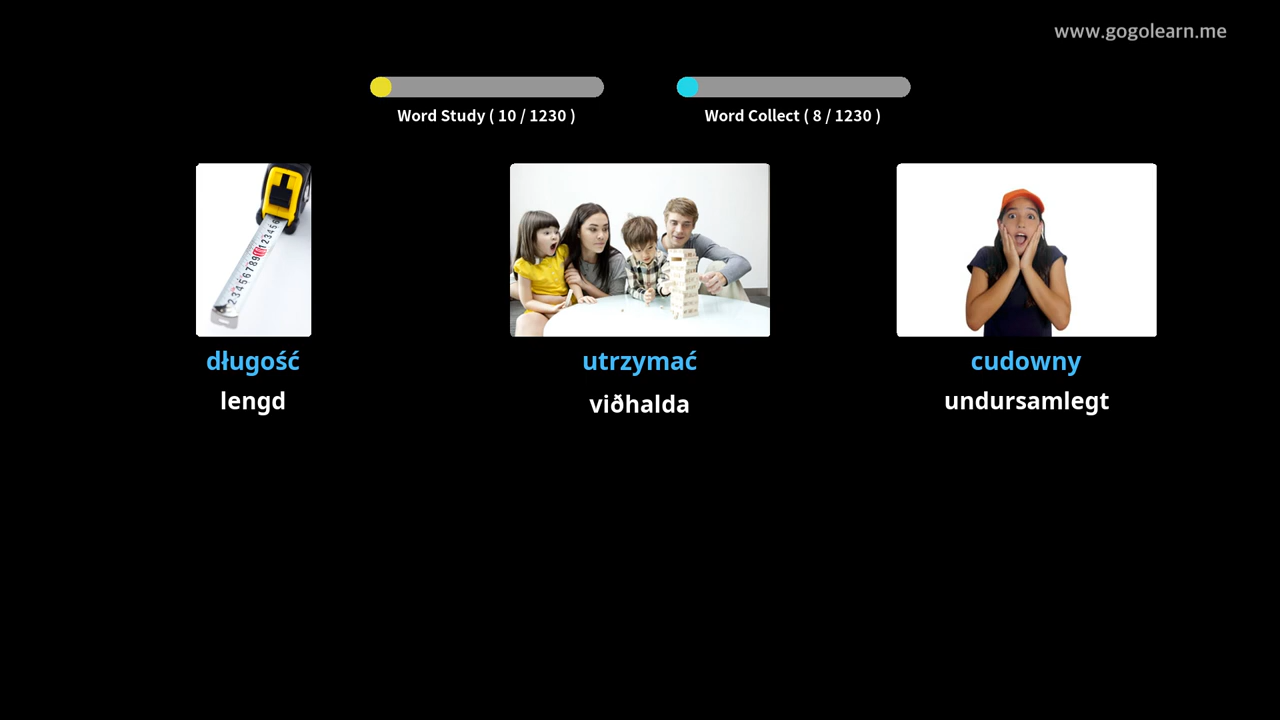 www.gogolearn.me
Word Study ( 10 / 1230 )
Word Collect ( 8 / 1230 )
długość
utrzymać
cudowny
lengd
viðhalda
undursamlegt